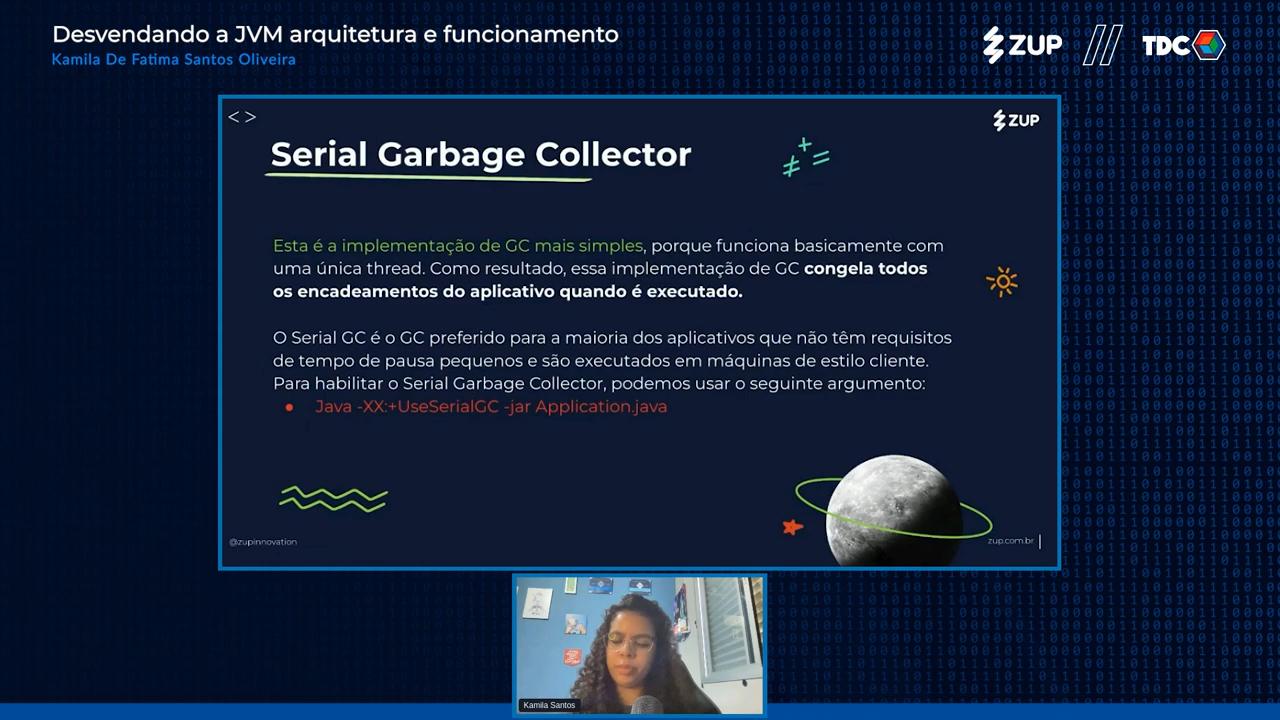 Desvendando a JVM arquitetura e funcionamento
Kamila De Fatima Santos Oliveira
ZUP
TDC
< >
ZUP
Serial Garbage Collector
Esta é a implementação de GC mais simples, porque funciona basicamente com
uma única thread. Como resultado, essa implementação de GC congela todos
os encadeamentos do aplicativo quando é executado.
O Serial GC é o GC preferido para a maioria dos aplicativos que não têm requisitos
de tempo de pausa pequenos e são executados em máquinas de estilo cliente.
Para habilitar o Serial Garbage Collector, podemos usar o seguinte argumento:
● Java -XX:+UseSerialGC -jar Application.java
@zupinnovation
zup.com.br
Kamila Santos